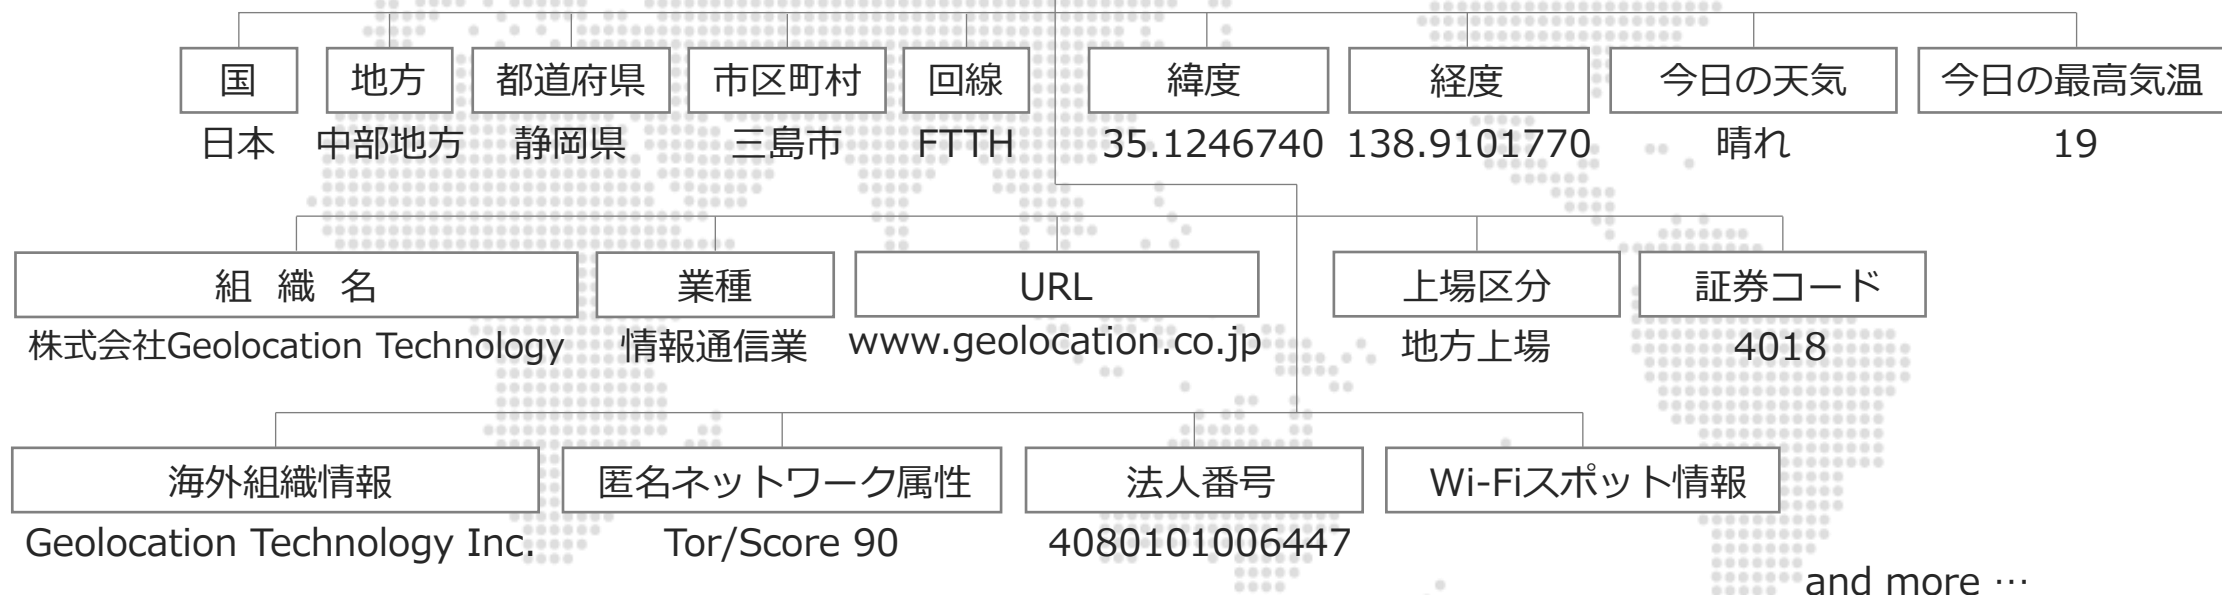 国 地方 都道府県 市区町村 回線 緯度 経度 今日の天気 今日の最高気温
日本 中部地方 静岡県 三島市 FTTH 35.1246740 138.9101770 晴れ 19
組 織 名 業種 URL 上場区分 証券コード
株式会社Geolocation Technology 情報通信業 www.geolocation.co.jp 地方上場 4018
海外組織情報 匿名ネットワーク属性 法人番号 Wi-Fiスポット情報
Geolocation Technology Inc. Tor/Score 90 4080101006447
and more …